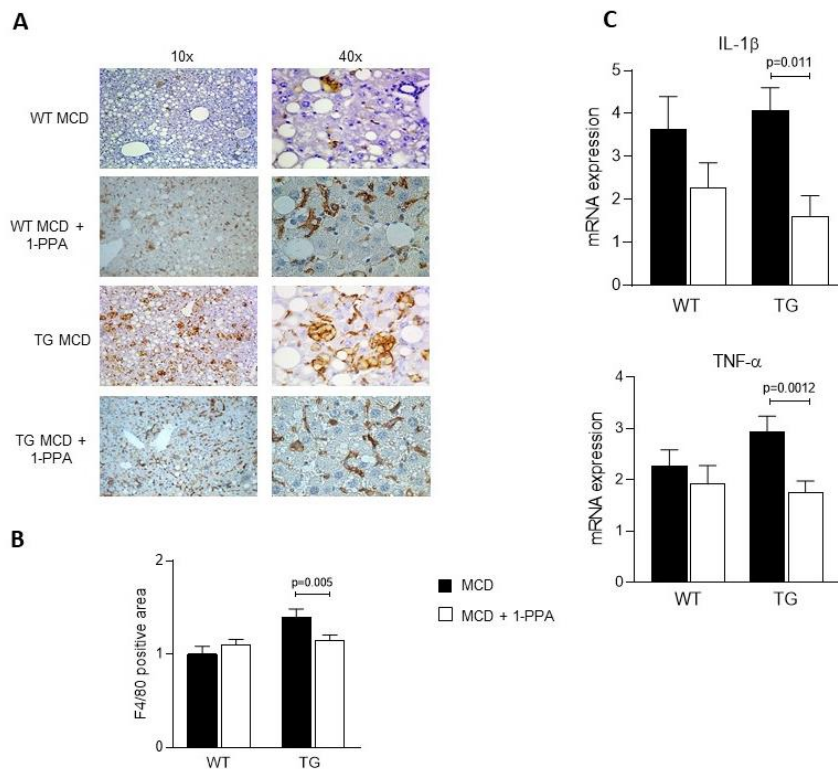 A
10x
40x
WT MCD
WT MCD +
1-PPA
TG MCD
TG MCD +
1-PPA
B
F4/80 positive area
2
1
0
p=0.005
WT
TG
MCD
MCD + 1-PPA
C
IL-1β
mRNA expression
5
4
3
2
1
0
p=0.011
WT
TG
TNF-α
mRNA expression
4
3
2
1
0
p=0.0012
WT
TG